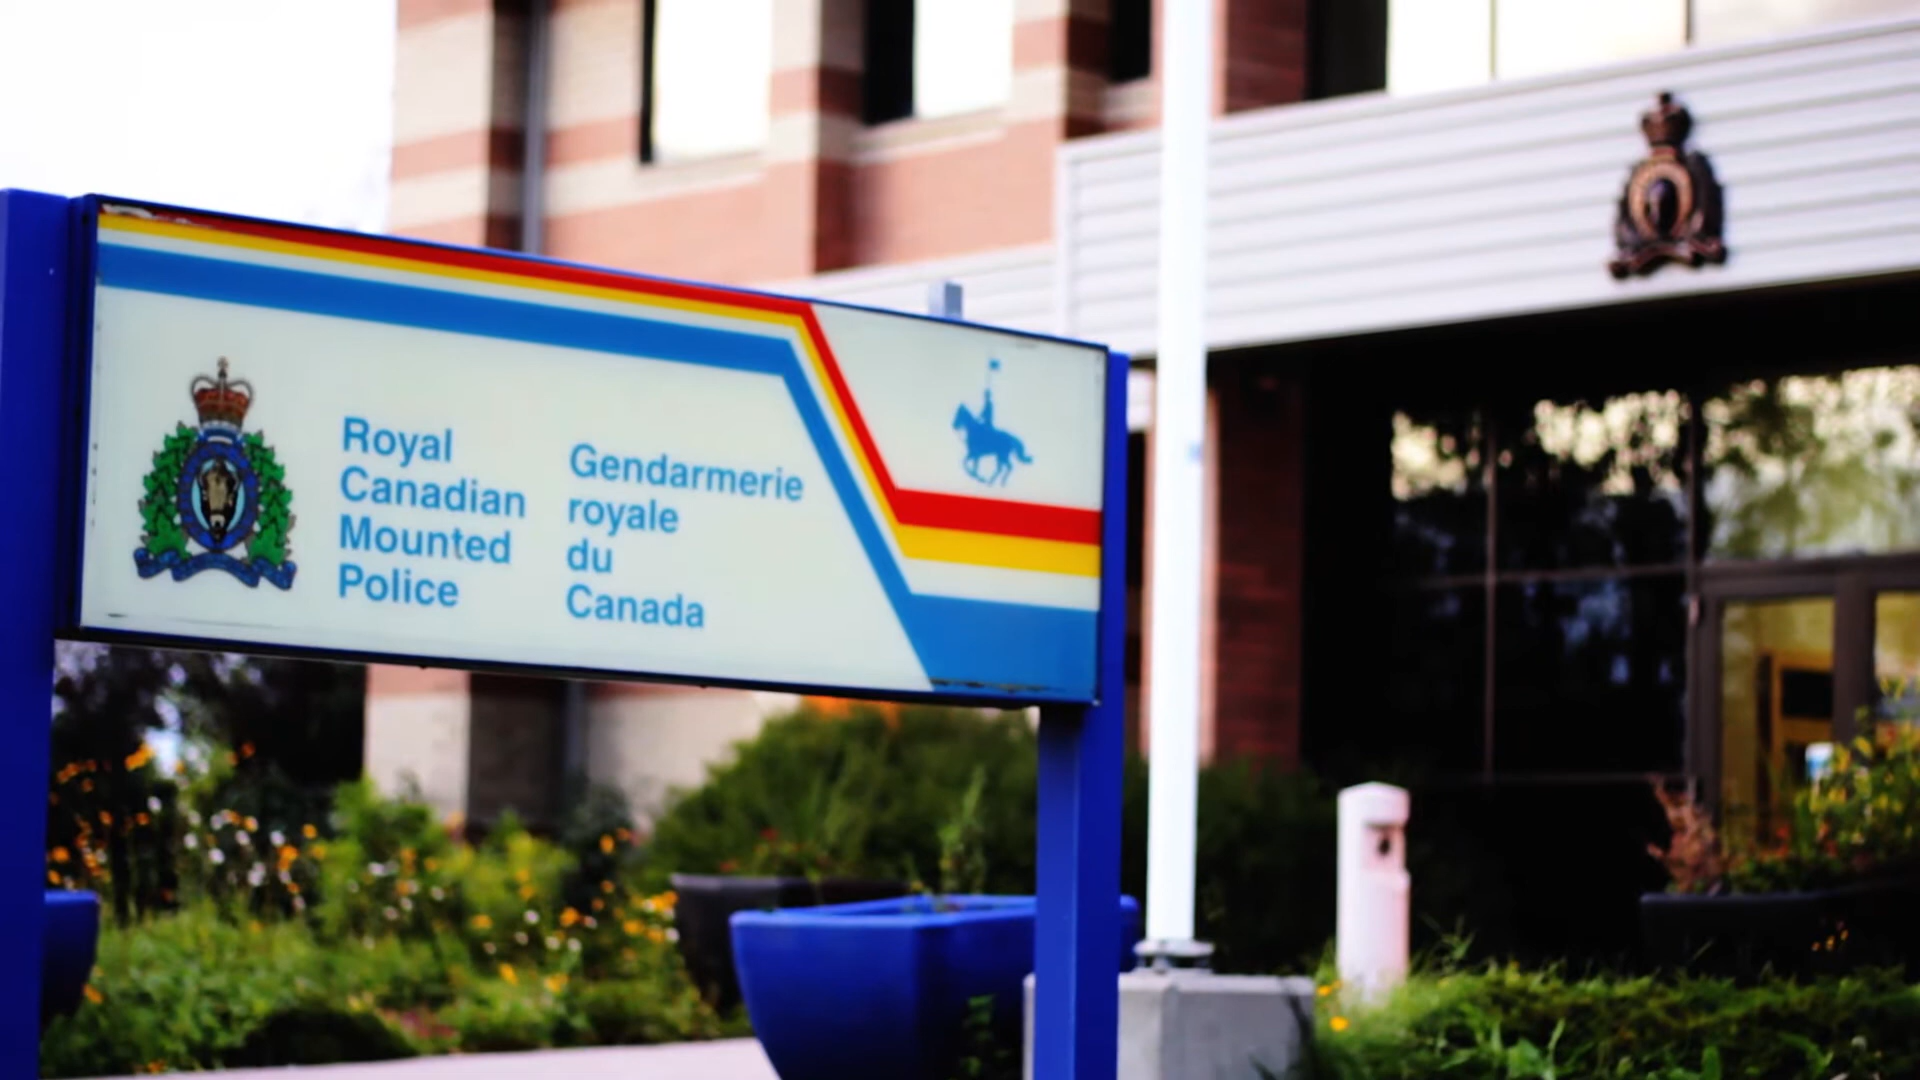 Royal
Canadian
Mounted
Police
Gendarmerie
royale
du
Canada